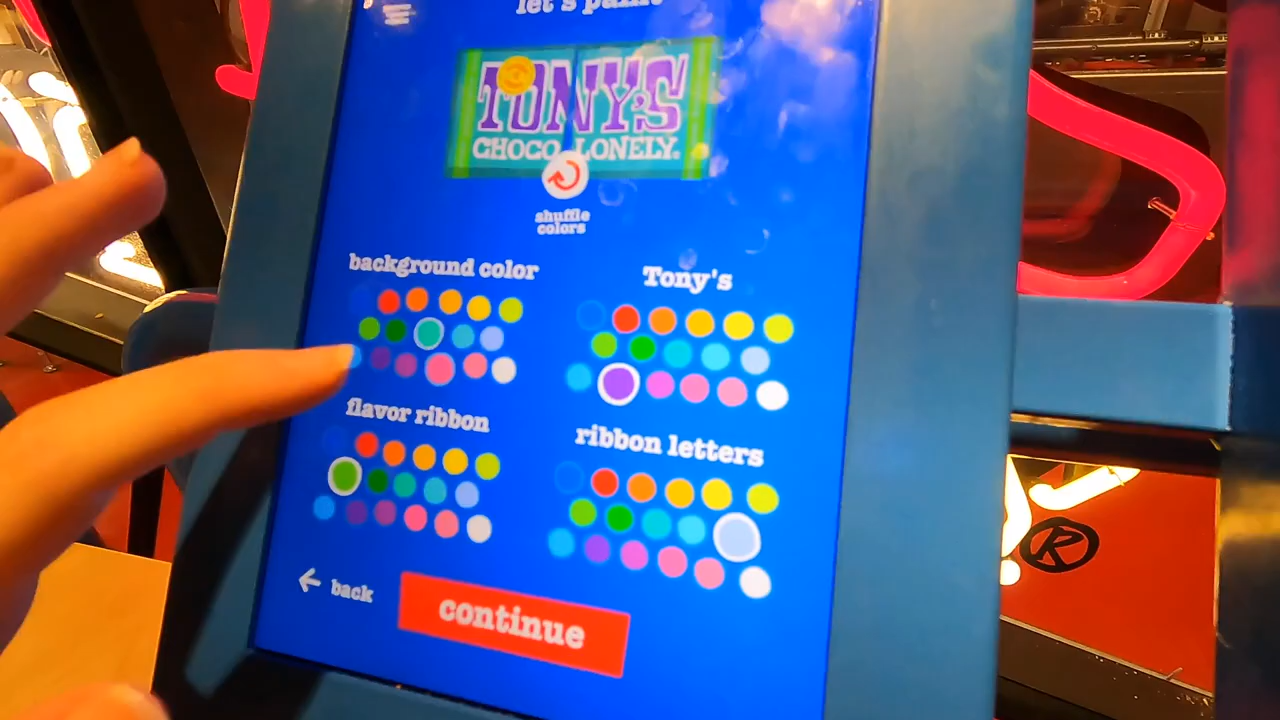 let's paint
TONY'S
CHOCOLONELY.
shuffle
colors
background color
Tony's
flavor ribbon
ribbon letters
back
continue
R